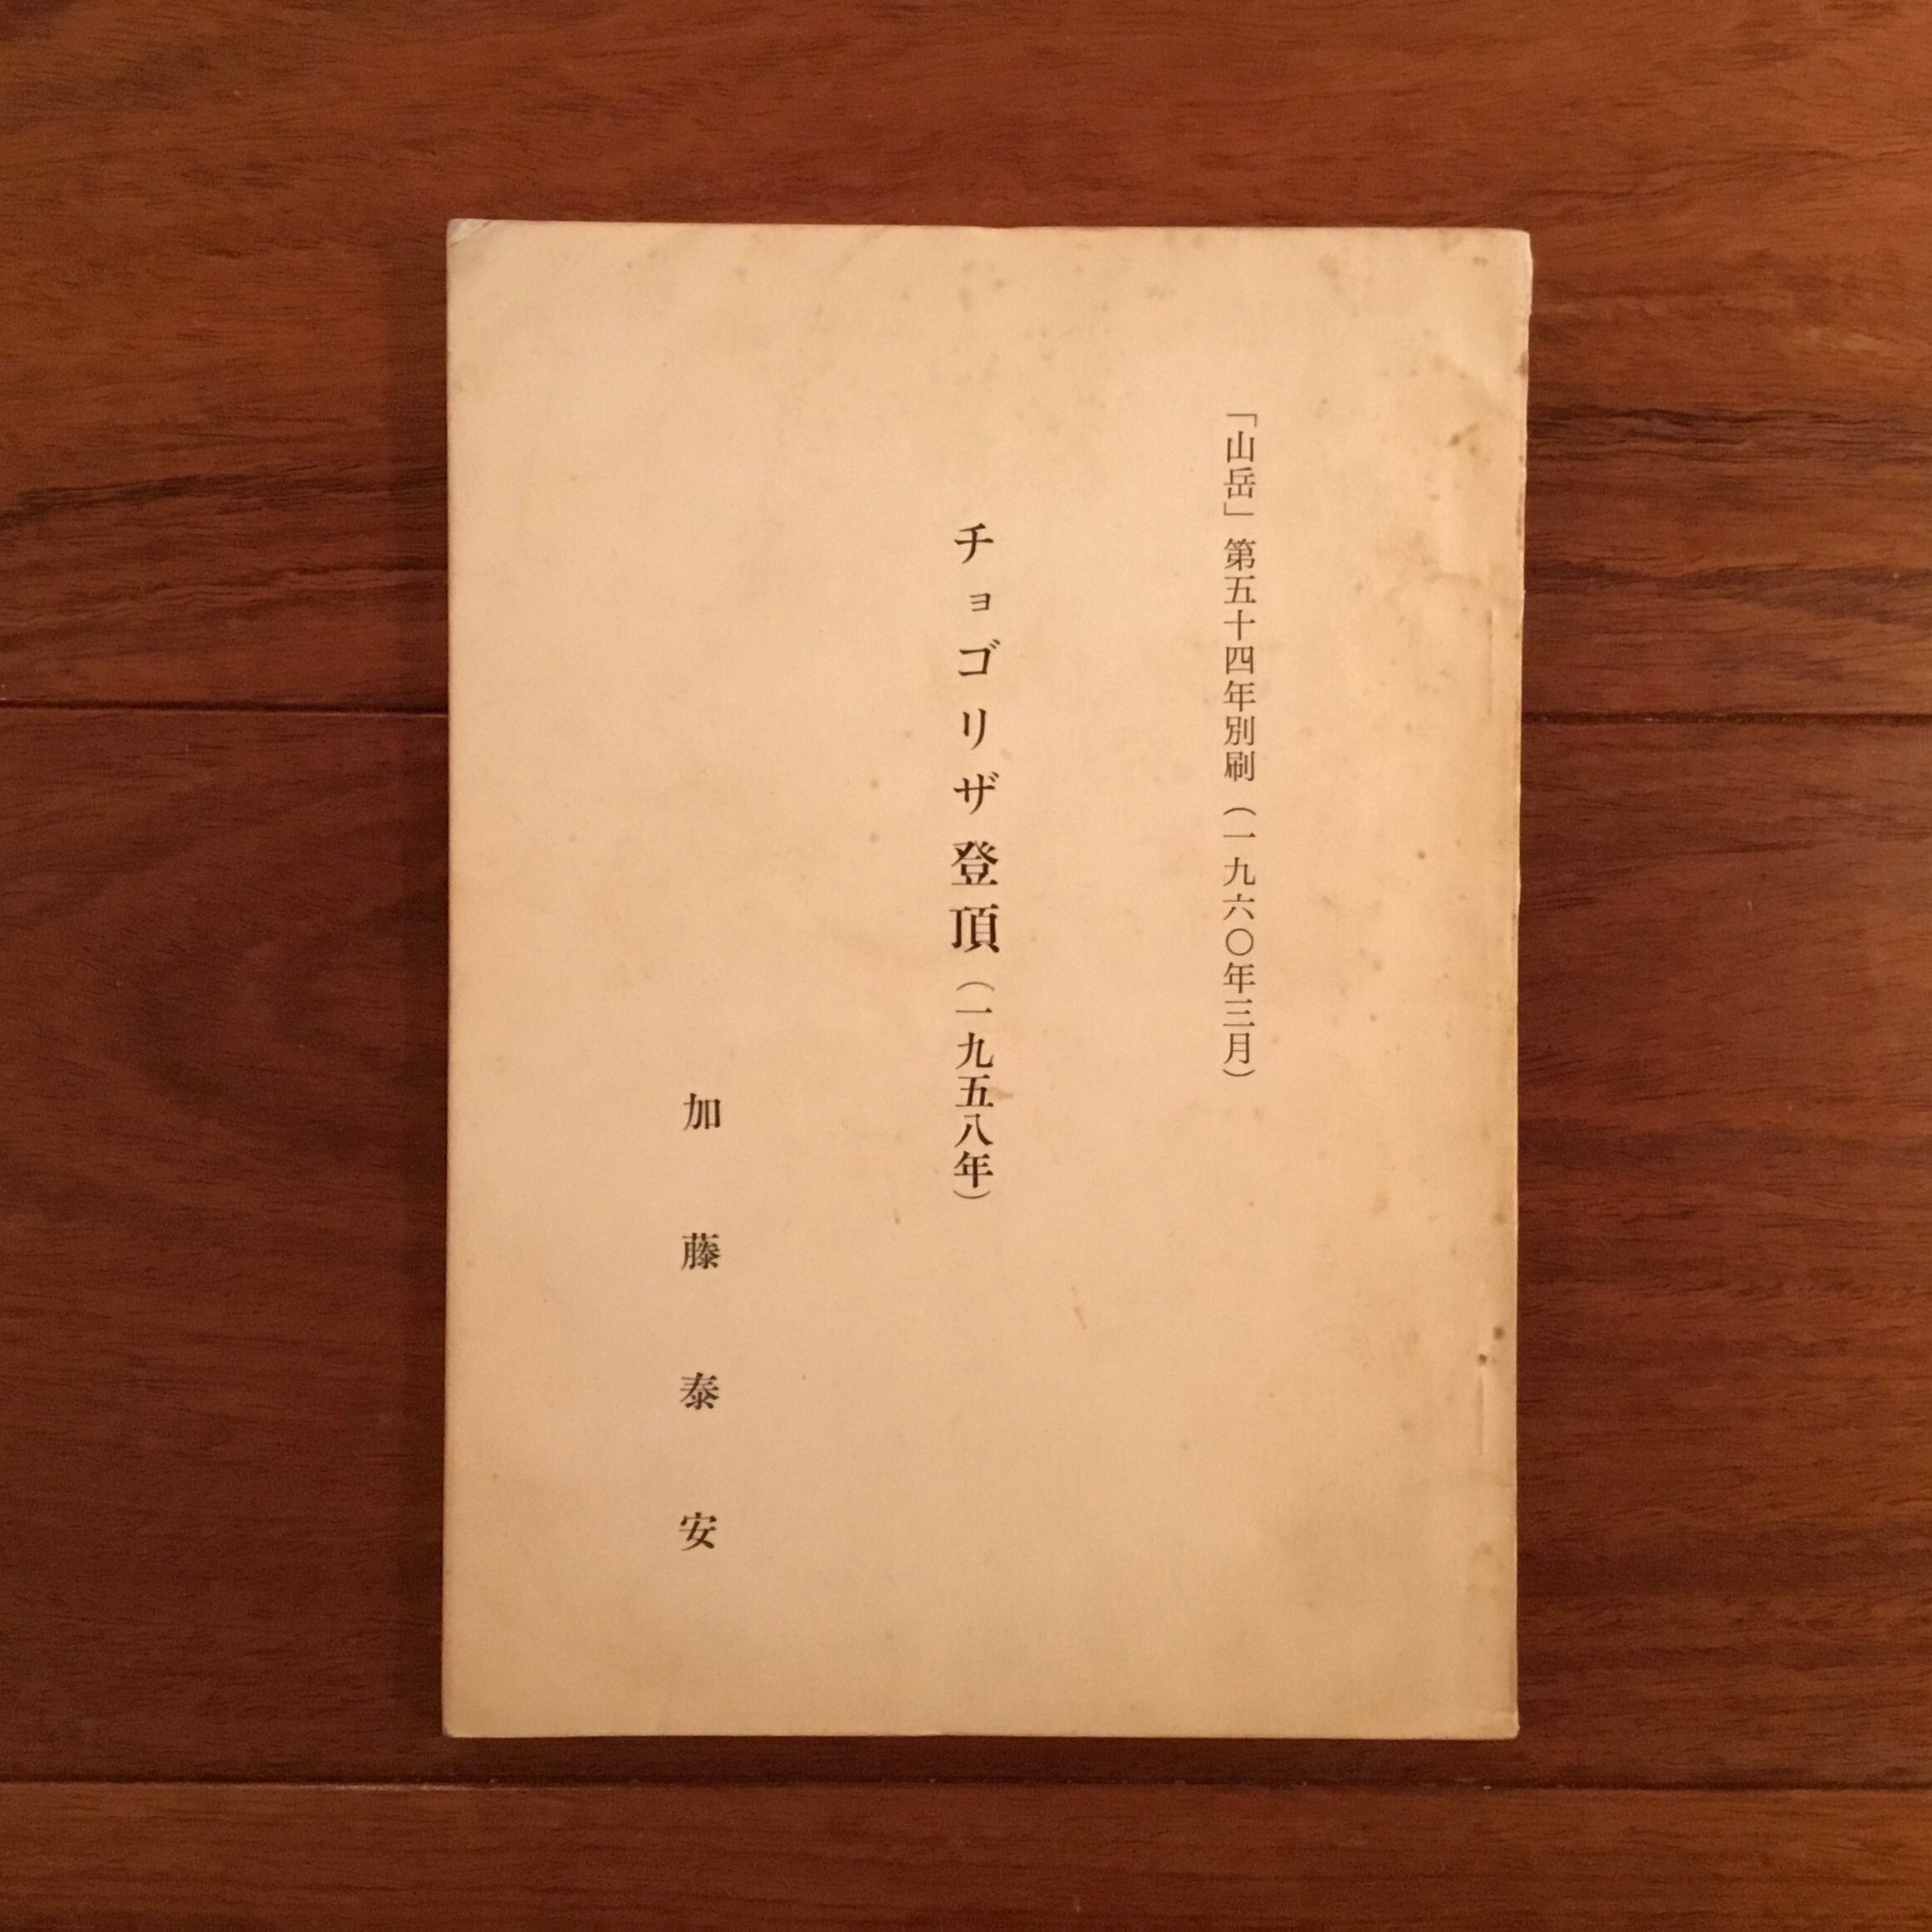 「山岳」第五十四年別刷（一九六〇年三月）
チョゴリザ登頂（一九五八年）
加藤泰安